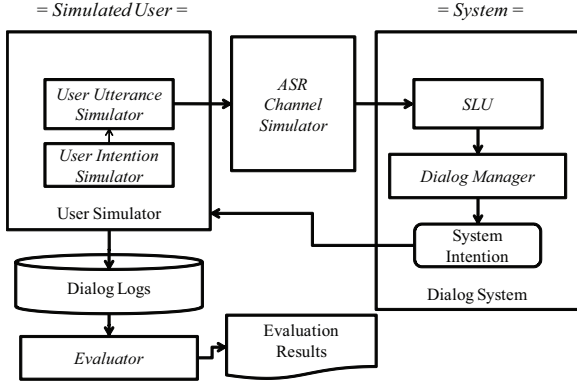 = Simulated User =
= System =
User Utterance
Simulator
User Intention
Simulator
User Simulator
ASR
Channel
Simulator
SLU
Dialog Manager
System
Intention
Dialog System
Dialog Logs
Evaluator
Evaluation
Results